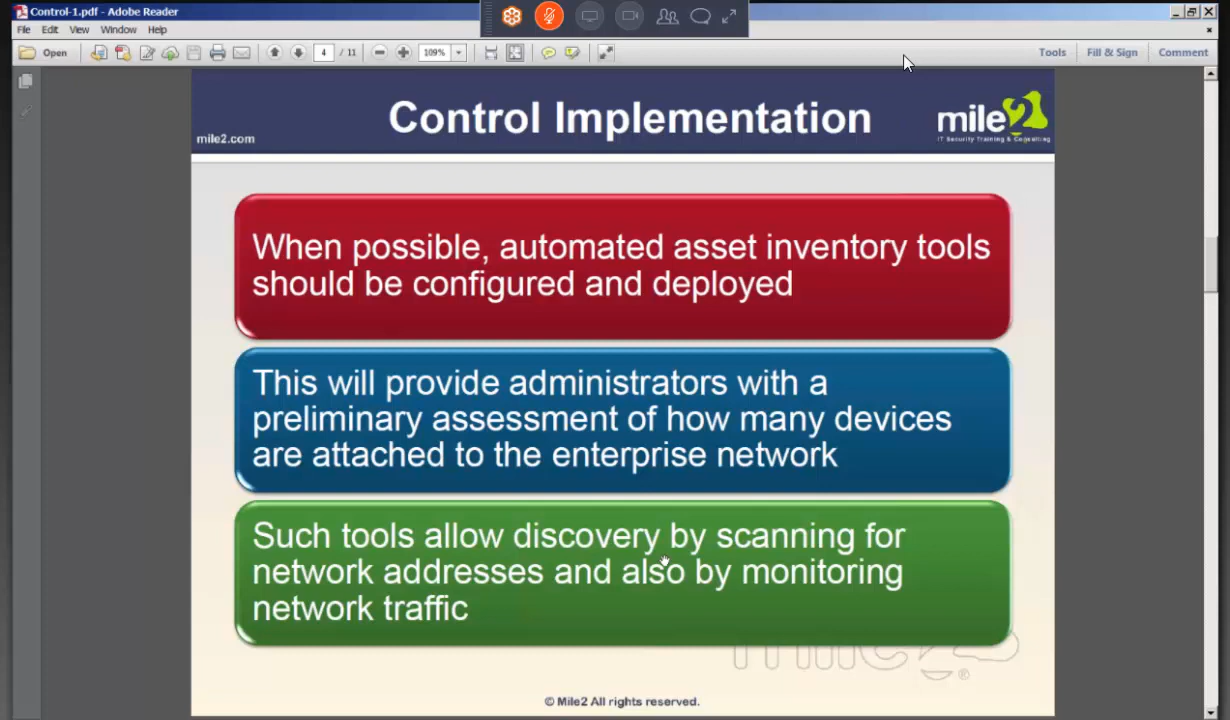 Control-1.pdf - Adobe Reader
File Edit View Window Help
Open 4 / 11 109% Tools Fill & Sign Comment
Control Implementation
mile2.com
mile2
IT Security Training & Consulting
When possible, automated asset inventory tools
should be configured and deployed
This will provide administrators with a
preliminary assessment of how many devices
are attached to the enterprise network
Such tools allow discovery by scanning for
network addresses and also by monitoring
network traffic
mile2 ®
© Mile2 All rights reserved.